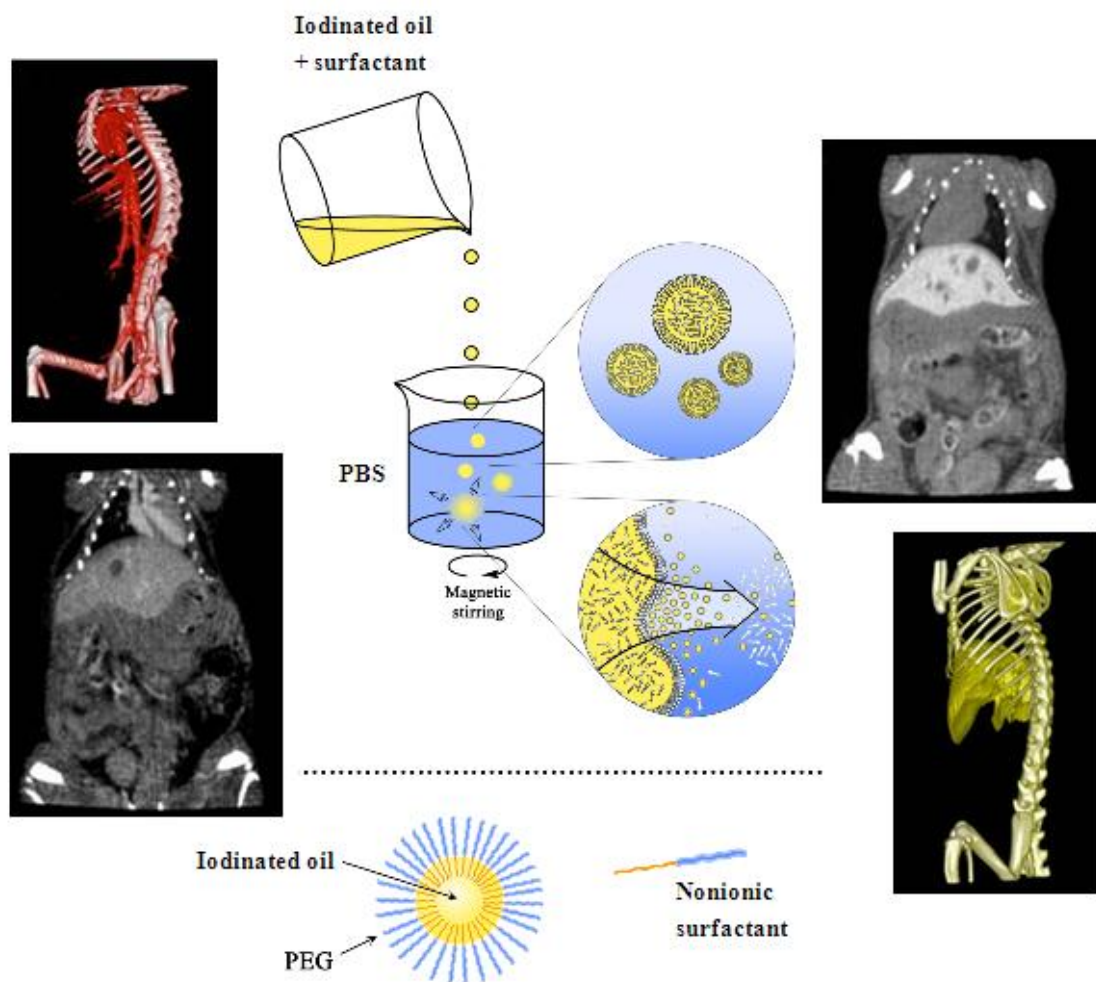 Iodinated oil
+ surfactant
PBS
Magnetic
stirring
Iodinated oil
PEG
Nonionic
surfactant